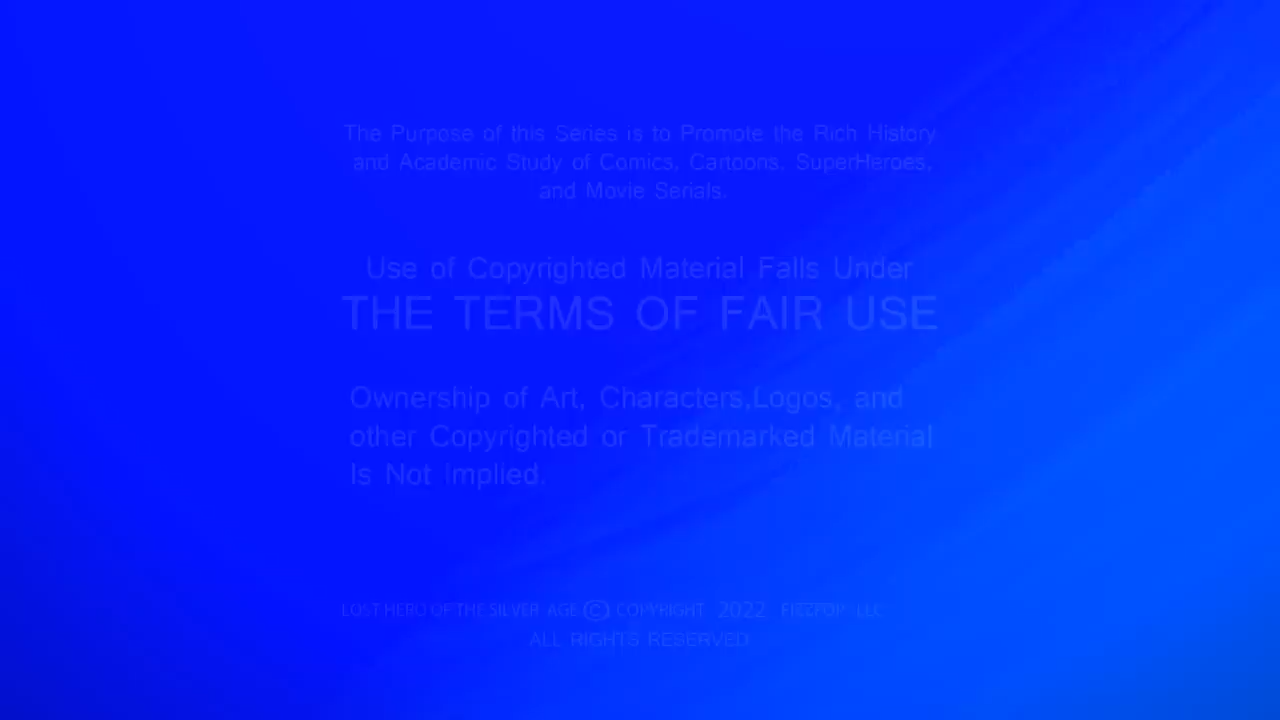 The Purpose of this Series is to Promote the Rich History
and Academic Study of Comics, Cartoons, SuperHeroes,
and Movie Serials.
Use of Copyrighted Material Falls Under
THE TERMS OF FAIR USE
Ownership of Art, Characters,Logos, and
other Copyrighted or Trademarked Material
Is Not Implied.
LOST HERO OF THE SILVER AGE © COPYRIGHT 2022 FIZZPOP LLC
ALL RIGHTS RESERVED